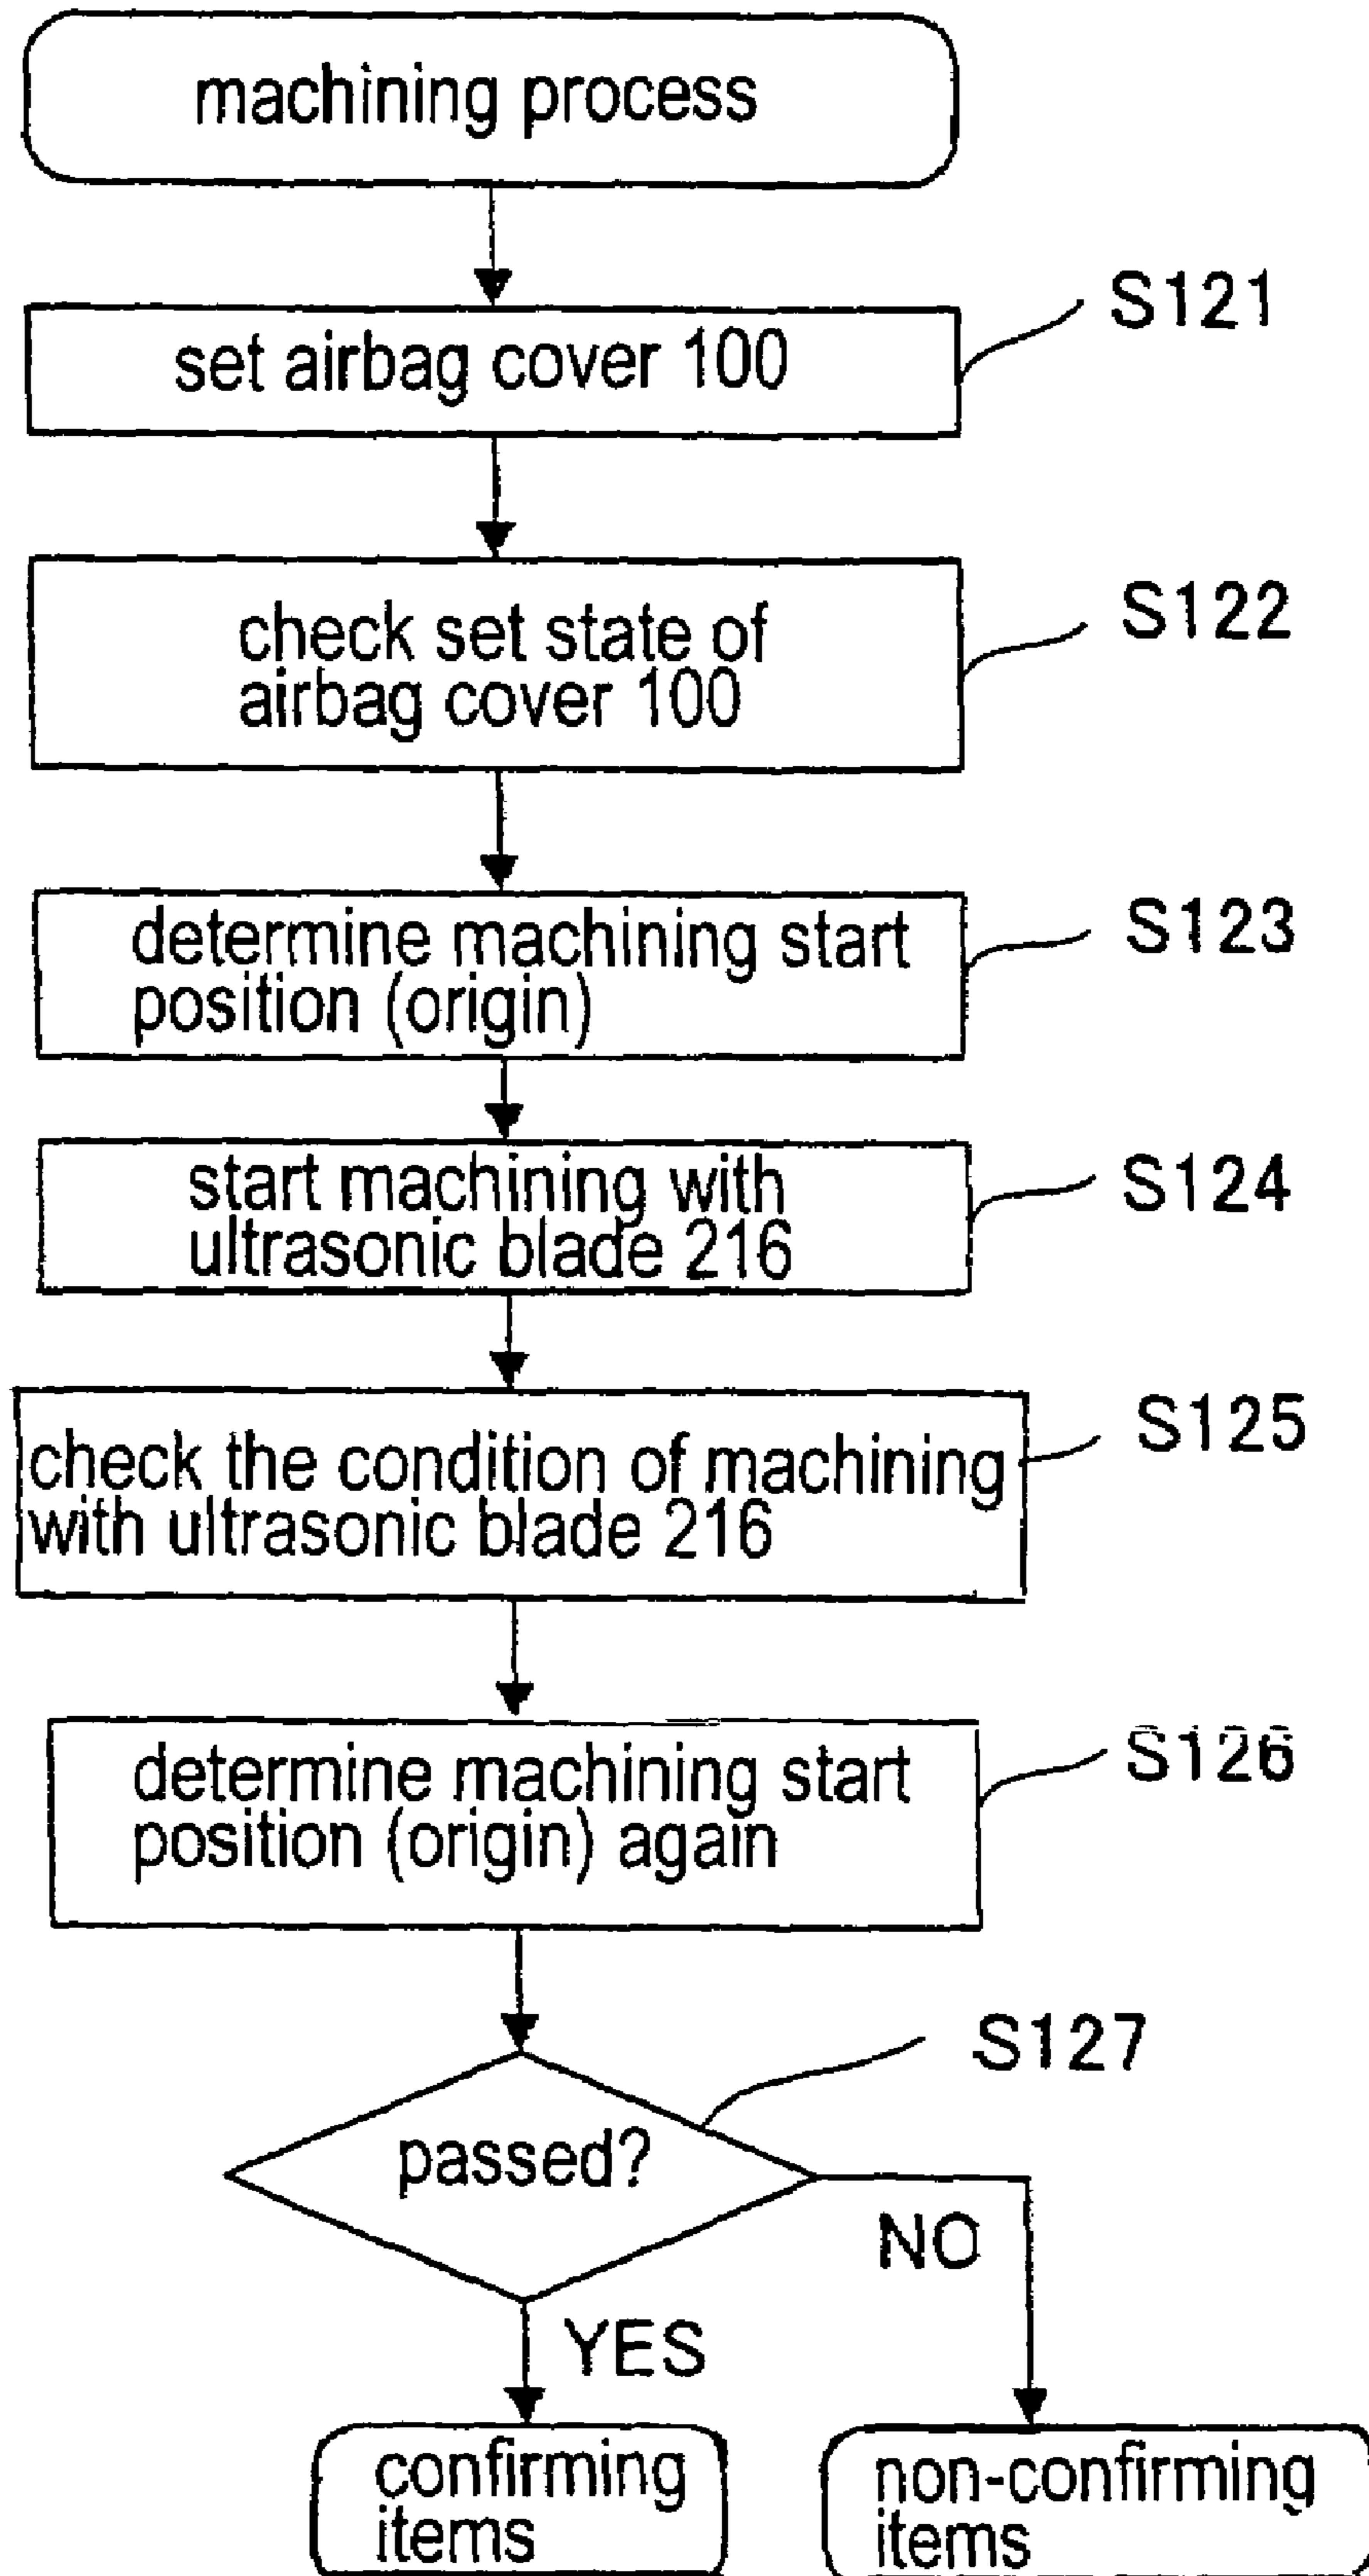 machining process
set airbag cover 100
S121
check set state of
airbag cover 100
S122
determine machining start
position (origin)
S123
start machining with
ultrasonic blade 216
S124
check the condition of machining
with ultrasonic blade 216
S125
determine machining start
position (origin) again
S126
passed?
S127
NO
YES
confirming
items
non-confirming
items